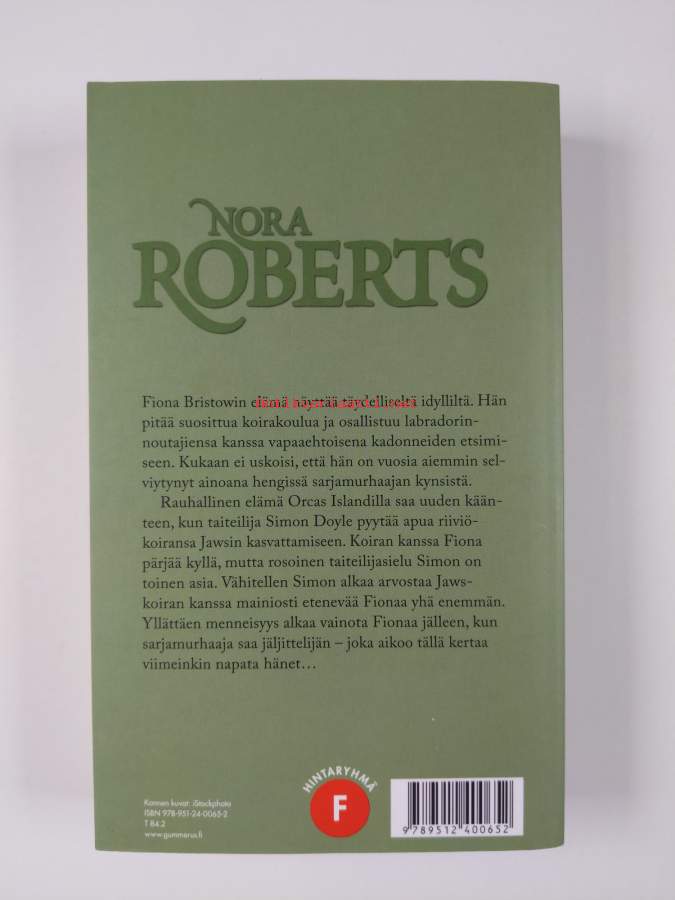 NORA
ROBERTS
Fiona Bristowin elämä näyttää täydelliseltä idylliltä. Hän
pitää suosittua koirakoulua ja osallistuu labradorin-
noutajiensa kanssa vapaaehtoisena kadonneiden etsimi-
seen. Kukaan ei uskoisi, että hän on vuosia aiemmin sel-
viytynyt ainoana hengissä sarjamurhaajan kynsistä.
Rauhallinen elämä Orcas Islandilla saa uuden kään-
teen, kun taiteilija Simon Doyle pyytää apua riiviö-
koiransa Jawsin kasvattamiseen. Koiran kanssa Fiona
pärjää kyllä, mutta rosoinen taiteilijasielu Simon on
toinen asia. Vähitellen Simon alkaa arvostaa Jaws-
koiran kanssa mainiosti etenevää Fionaa yhä enemmän.
Yllättäen menneisyys alkaa vainota Fionaa jälleen, kun
sarjamurhaaja saa jäljittelijän – joka aikoo tällä kertaa
viimeinkin napata hänet…
Kannen kuvat: iStockphoto
ISBN 978-951-24-0065-2
T 84.2
www.gummerus.fi
HINTARYHMÄ
F
9 789512 400652